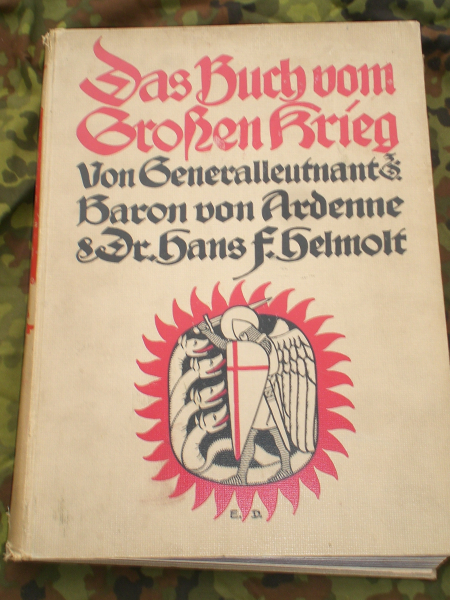 Das Buch vom
Großen Krieg
Von Generalleutnant z.D.
Baron von Ardenne
& Dr. Hans F. Helmolt
E. D.